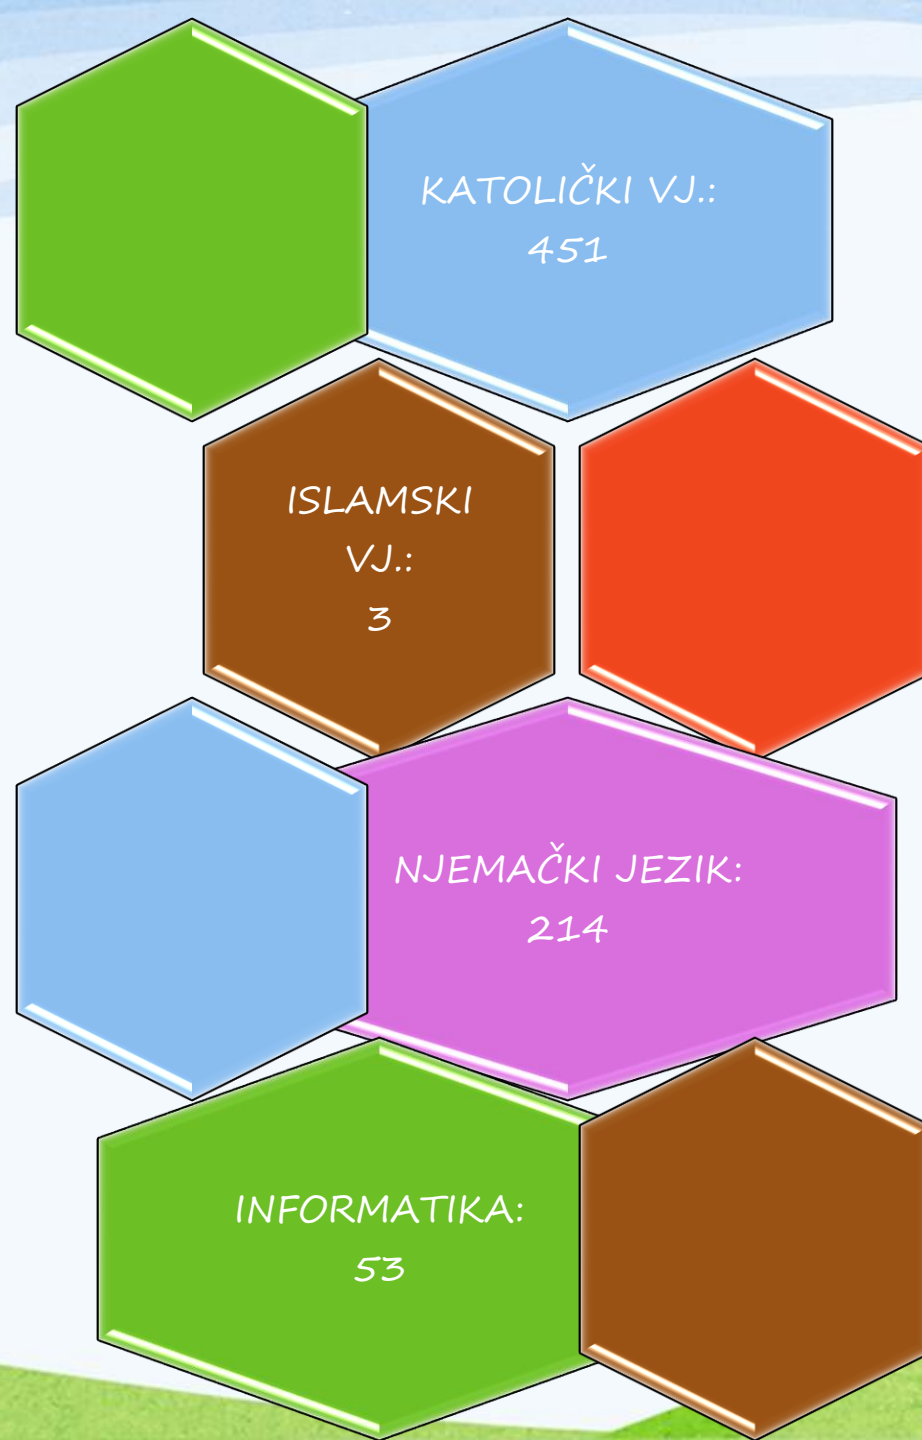 KATOLIČKI VJ.:
451
ISLAMSKI
VJ.:
3
NJEMAČKI JEZIK:
214
INFORMATIKA:
53